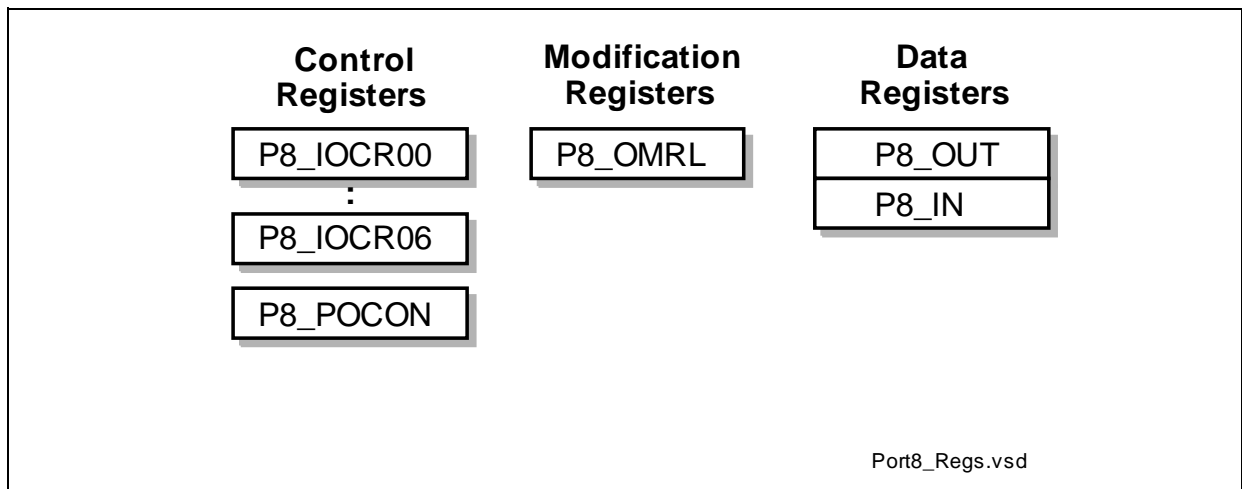 Control
Registers
P8_IOCR00
:
P8_IOCR06
P8_POCON
Modification
Registers
P8_OMRL
Data
Registers
P8_OUT
P8_IN
Port8_Regs.vsd